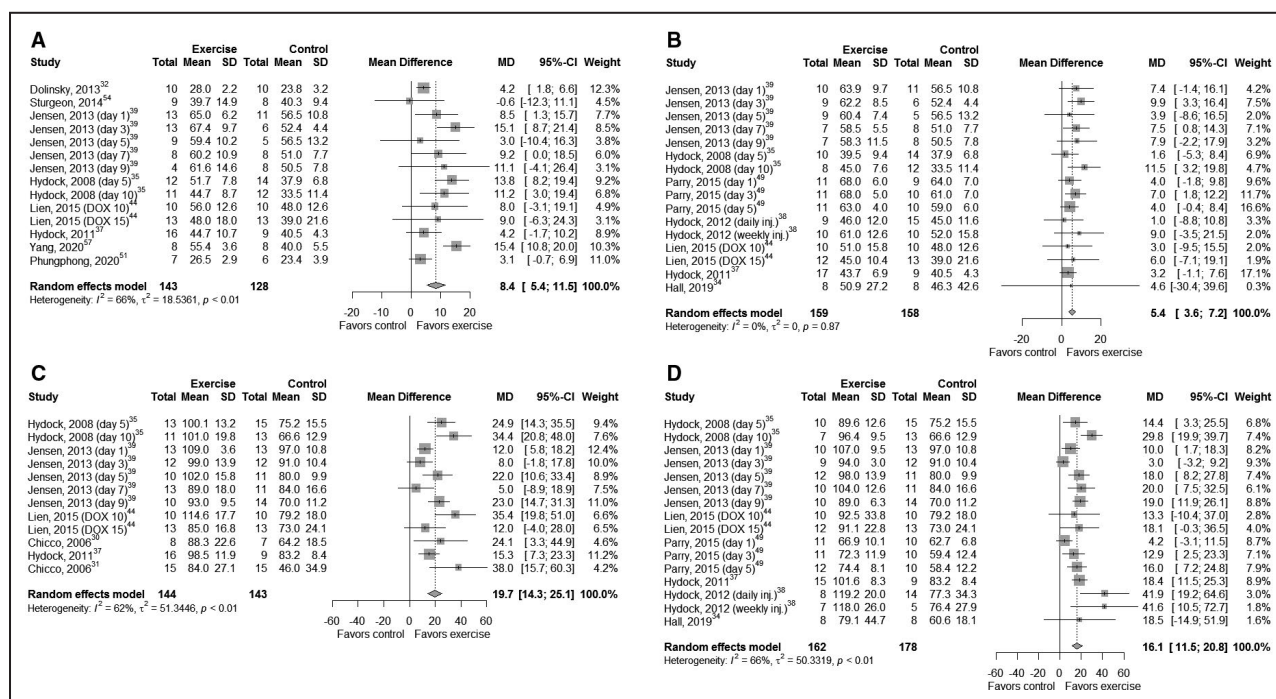 A
Exercise Control
Study Total Mean SD Total Mean SD Mean Difference MD 95%-CI Weight
Dolinsky, 2013³² 10 28.0 2.2 10 23.8 3.2 4.2 [ 1.8; 6.6] 12.3%
Sturgeon, 2014⁵⁴ 9 39.7 14.9 8 40.3 9.4 -0.6 [-12.3; 11.1] 4.5%
Jensen, 2013 (day 1)³⁹ 13 65.0 6.2 11 56.5 10.8 8.5 [ 1.3; 15.7] 7.7%
Jensen, 2013 (day 3)³⁹ 13 67.4 9.7 6 52.4 4.4 15.1 [ 8.7; 21.4] 8.5%
Jensen, 2013 (day 5)³⁹ 9 59.4 10.2 5 56.5 13.2 3.0 [-10.4; 16.3] 3.7%
Jensen, 2013 (day 7)³⁹ 8 60.2 10.9 8 51.0 7.7 9.2 [ 0.0; 18.5] 6.0%
Jensen, 2013 (day 9)³⁹ 4 61.6 14.6 8 50.5 7.8 11.1 [ -4.1; 26.4] 3.1%
Hydock, 2008 (day 5)³⁵ 12 51.7 7.8 14 37.9 6.8 13.8 [ 8.2; 19.4] 9.2%
Hydock, 2008 (day 10)³⁵ 11 44.7 8.7 12 33.5 11.4 11.2 [ 3.0; 19.4] 6.8%
Lien, 2015 (DOX 10)⁴⁴ 10 56.0 12.6 10 48.0 12.6 8.0 [ -3.1; 19.1] 4.8%
Lien, 2015 (DOX 15)⁴⁴ 13 48.0 18.0 13 39.0 21.6 9.0 [ -6.3; 24.3] 3.1%
Hydock, 2011³⁷ 16 44.7 10.7 9 40.5 4.3 4.2 [ -1.7; 10.2] 8.8%
Yang, 2020⁵⁷ 8 55.4 3.6 8 40.0 5.5 15.4 [ 10.8; 20.0] 10.3%
Phungphong, 2020⁵¹ 7 26.5 2.9 6 23.4 3.9 3.1 [ -0.7; 6.9] 11.0%
Random effects model 143 128 8.4 [ 5.4; 11.5] 100.0%
Heterogeneity: I² = 66%, τ² = 18.5361, p < 0.01
-20 -10 0 10 20
Favors control Favors exercise
B
Exercise Control
Study Total Mean SD Total Mean SD Mean Difference MD 95%-CI Weight
Jensen, 2013 (day 1)³⁹ 10 63.9 9.7 11 56.5 10.8 7.4 [ -1.4; 16.1] 4.2%
Jensen, 2013 (day 3)³⁹ 9 62.2 8.5 6 52.4 4.4 9.9 [ 3.3; 16.4] 7.4%
Jensen, 2013 (day 5)³⁹ 9 60.4 7.4 5 56.5 13.2 3.9 [ -8.6; 16.5] 2.1%
Jensen, 2013 (day 7)³⁹ 7 58.5 5.5 8 51.0 7.7 7.5 [ 0.8; 14.3] 7.1%
Jensen, 2013 (day 9)³⁹ 7 58.3 11.5 8 50.5 7.8 7.9 [ -2.2; 17.9] 3.2%
Hydock, 2008 (day 5)³⁵ 10 39.5 9.4 14 37.9 6.8 1.6 [ -5.3; 8.4] 6.9%
Hydock, 2008 (day 10)³⁵ 8 45.0 7.6 12 33.5 11.4 11.5 [ 3.2; 19.8] 4.7%
Parry, 2015 (day 1)⁴⁹ 11 68.0 6.0 9 64.0 7.0 4.0 [ -1.8; 9.8] 9.7%
Parry, 2015 (day 3)⁴⁹ 11 68.0 5.0 10 61.0 7.0 7.0 [ 1.8; 12.2] 12.1%
Parry, 2015 (day 5)⁴⁹ 11 63.0 4.0 10 59.0 6.0 4.0 [ -0.4; 8.4] 16.6%
Hydock, 2012 (daily inj.)³⁸ 9 46.0 12.0 15 45.0 11.6 1.0 [ -8.8; 10.8] 3.4%
Hydock, 2012 (weekly inj.)³⁸ 10 61.0 12.6 10 52.0 15.8 9.0 [ -3.5; 21.5] 2.1%
Lien, 2015 (DOX 10)⁴⁴ 10 51.0 15.8 10 48.0 12.6 3.0 [ -9.5; 15.5] 2.1%
Lien, 2015 (DOX 15)⁴⁴ 12 45.0 10.4 13 39.0 21.6 6.0 [ -7.1; 19.1] 1.9%
Hydock, 2011³⁷ 17 43.7 6.9 9 40.5 4.3 3.2 [ -1.1; 7.6] 17.1%
Hall, 2019³⁴ 8 50.9 27.2 8 46.3 42.6 4.6 [-30.4; 39.6] 0.3%
Random effects model 159 158 5.4 [ 3.6; 7.2] 100.0%
Heterogeneity: I² = 0%, τ² = 0, p = 0.87
-20 0 20
Favors control Favors exercise
C
Exercise Control
Study Total Mean SD Total Mean SD Mean Difference MD 95%-CI Weight
Hydock, 2008 (day 5)³⁵ 13 100.1 13.2 15 75.2 15.5 24.9 [14.3; 35.5] 9.4%
Hydock, 2008 (day 10)³⁵ 11 101.0 19.8 13 66.6 12.9 34.4 [20.8; 48.0] 7.6%
Jensen, 2013 (day 1)³⁹ 13 109.0 3.6 13 97.0 10.8 12.0 [ 5.8; 18.2] 12.4%
Jensen, 2013 (day 3)³⁹ 12 99.0 13.9 12 91.0 10.4 8.0 [ -1.8; 17.8] 10.0%
Jensen, 2013 (day 5)³⁹ 11 102.0 15.8 11 80.0 9.9 22.0 [ 10.6; 33.4] 9.0%
Jensen, 2013 (day 7)³⁹ 13 89.0 18.0 11 84.0 16.6 5.0 [ -8.9; 18.9] 7.4%
Jensen, 2013 (day 9)³⁹ 10 93.0 9.5 14 70.0 11.2 23.0 [14.7; 31.3] 11.0%
Lien, 2015 (DOX 10)⁴⁴ 10 114.6 17.7 10 79.2 18.0 35.4 [19.8; 51.0] 6.6%
Lien, 2015 (DOX 15)⁴⁴ 13 85.0 16.8 13 73.0 24.1 12.0 [ -4.0; 28.0] 6.4%
Chicco, 2006³⁰ 8 88.3 22.6 7 64.2 18.5 24.1 [ 3.3; 44.9] 4.6%
Hydock, 2011³⁷ 16 98.5 11.9 9 83.2 8.4 15.3 [ 7.3; 23.3] 11.3%
Chicco, 2006³¹ 15 84.0 27.1 15 46.0 34.9 38.0 [15.7; 60.3] 4.2%
Random effects model 144 143 19.7 [14.3; 25.1] 100.0%
Heterogeneity: I² = 62%, τ² = 51.3446, p < 0.01
-60 -40 -20 0 20 40 60
Favors control Favors exercise
D
Exercise Control
Study Total Mean SD Total Mean SD Mean Difference MD 95%-CI Weight
Hydock, 2008 (day 5)³⁵ 10 89.6 12.6 15 75.2 15.5 14.4 [ 3.3; 25.5] 6.8%
Hydock, 2008 (day 10)³⁵ 7 96.4 9.5 13 66.6 12.9 29.8 [19.9; 39.7] 7.4%
Jensen, 2013 (day 1)³⁹ 13 107.0 9.5 13 97.0 10.8 10.0 [ 1.7; 18.3] 8.3%
Jensen, 2013 (day 3)³⁹ 9 94.0 3.0 12 91.0 10.4 3.0 [ -3.2; 9.2] 9.3%
Jensen, 2013 (day 5)³⁹ 12 98.0 13.9 11 80.0 9.9 18.0 [ 8.2; 27.8] 7.5%
Jensen, 2013 (day 7)³⁹ 10 104.0 12.6 11 84.0 16.6 20.0 [ 7.5; 32.5] 6.2%
Jensen, 2013 (day 9)³⁹ 10 89.0 6.3 14 70.0 11.2 19.0 [11.9; 26.1] 8.9%
Lien, 2015 (DOX 10)⁴⁴ 10 92.5 33.8 10 79.2 18.0 13.3 [-10.4; 37.0] 2.8%
Lien, 2015 (DOX 15)⁴⁴ 12 91.1 22.8 13 73.0 24.1 18.1 [ -0.3; 36.5] 4.0%
Parry, 2015 (day 1)⁴⁹ 11 66.9 10.1 10 62.7 6.8 4.2 [ -3.1; 11.5] 8.8%
Parry, 2015 (day 3)⁴⁹ 11 72.3 11.9 10 59.4 12.4 12.9 [ 2.5; 23.3] 7.1%
Parry, 2015 (day 5)⁴⁹ 12 74.4 8.1 10 58.4 12.2 16.0 [ 7.2; 24.8] 8.0%
Hydock, 2011³⁷ 15 101.6 8.3 9 83.2 8.4 18.4 [11.5; 25.3] 9.0%
Hydock, 2012 (daily inj.)³⁸ 8 119.2 20.0 14 77.3 34.3 41.9 [19.2; 64.6] 3.0%
Hydock, 2012 (weekly inj.)³⁸ 7 118.0 26.0 5 76.4 27.9 41.6 [10.5; 72.7] 1.8%
Hall, 2019³⁴ 8 79.1 44.7 8 60.6 18.1 18.5 [-14.9; 51.9] 1.6%
Random effects model 162 178 16.1 [ 11.5; 20.8] 100.0%
Heterogeneity: I² = 66%, τ² = 50.3319, p < 0.01
-60 -40 -20 0 20 40 60
Favors control Favors exercise